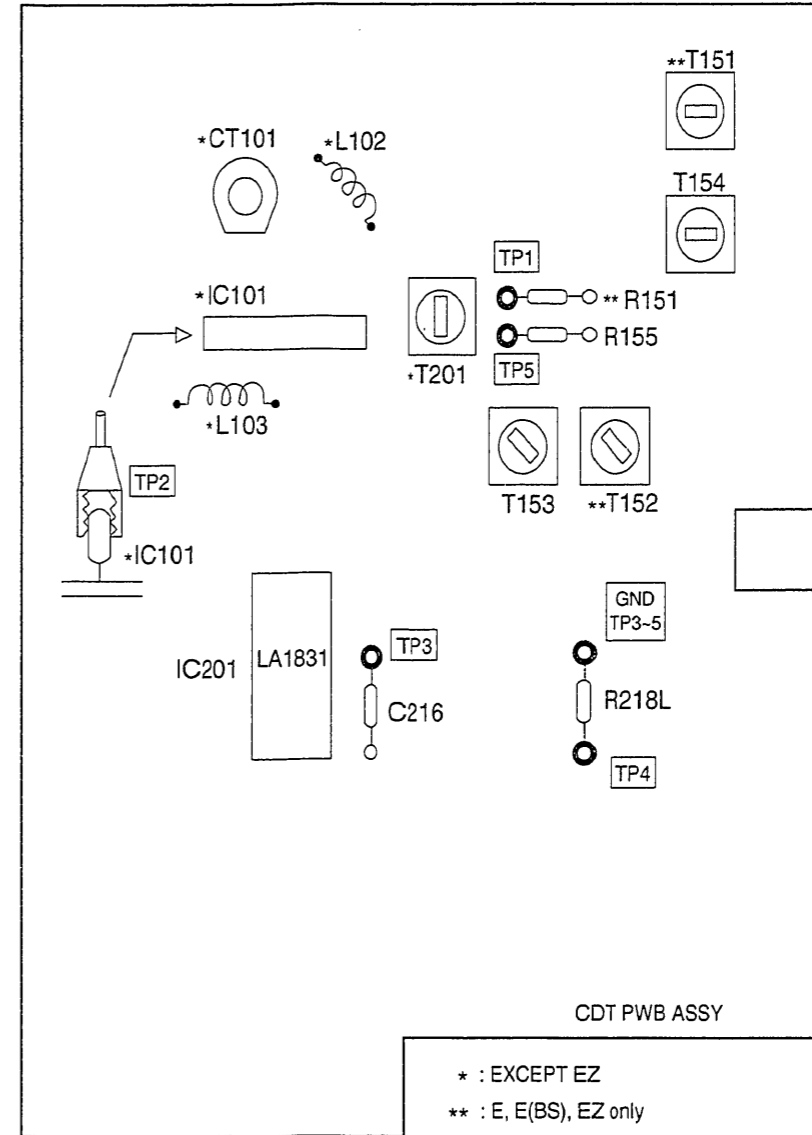 **T151
*CT101
*L102
T154
TP1
*IC101
** R151
R155
*T201
TP5
*L103
TP2
T153
**T152
*IC101
GND
TP3~5
IC201
LA1831
TP3
C216
R218L
TP4
CDT PWB ASSY
* : EXCEPT EZ
** : E, E(BS), EZ only